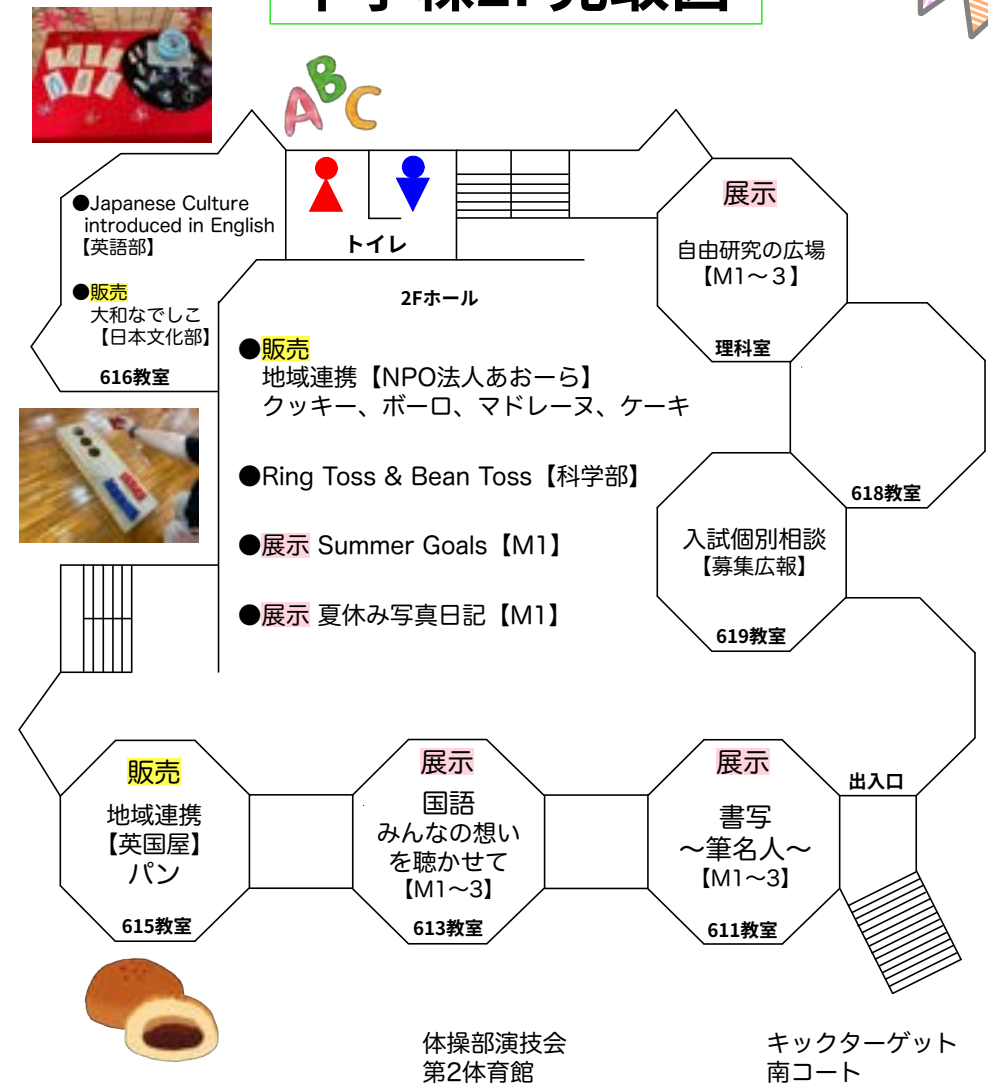 ABC
●Japanese Culture
introduced in English
【英語部】
●販売
大和なでしこ
【日本文化部】
616教室
トイレ
2Fホール
●販売
地域連携【NPO法人あおーら】
クッキー、ボーロ、マドレーヌ、ケーキ
●Ring Toss & Bean Toss【科学部】
●展示 Summer Goals【M1】
●展示 夏休み写真日記【M1】
展示
自由研究の広場
【M1～３】
理科室
618教室
入試個別相談
【募集広報】
619教室
出入口
販売
地域連携
【英国屋】
パン
615教室
展示
国語
みんなの想い
を聴かせて
【M1～3】
613教室
展示
書写
～筆名人～
【M1～3】
611教室
体操部演技会
第2体育館
キックターゲット
南コート